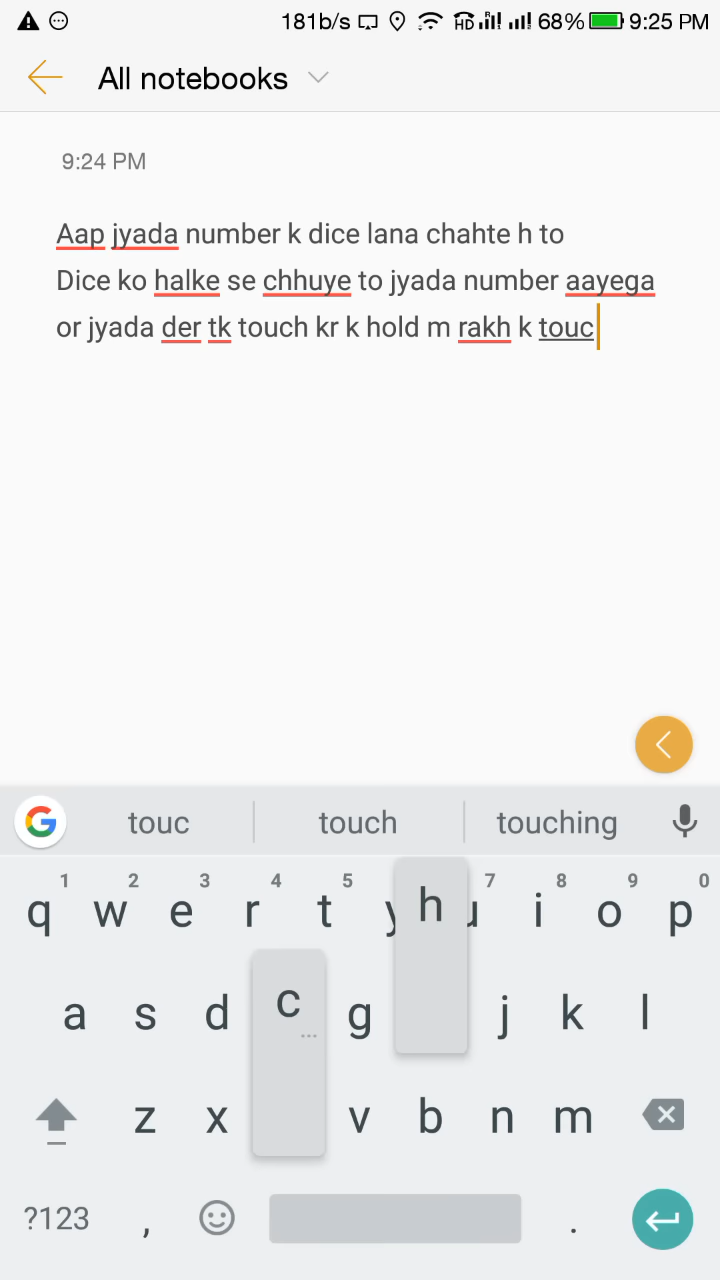 181b/s HD R 68% 9:25 PM
All notebooks
9:24 PM
Aap jyada number k dice lana chahte h to
Dice ko halke se chhuye to jyada number aayega
or jyada der tk touch kr k hold m rakh k touc
touc touch touching
1 2 3 4 5 7 8 9 0
q w e r t y h u i o p
a s d c g j k l
z x v b n m
?123 , .